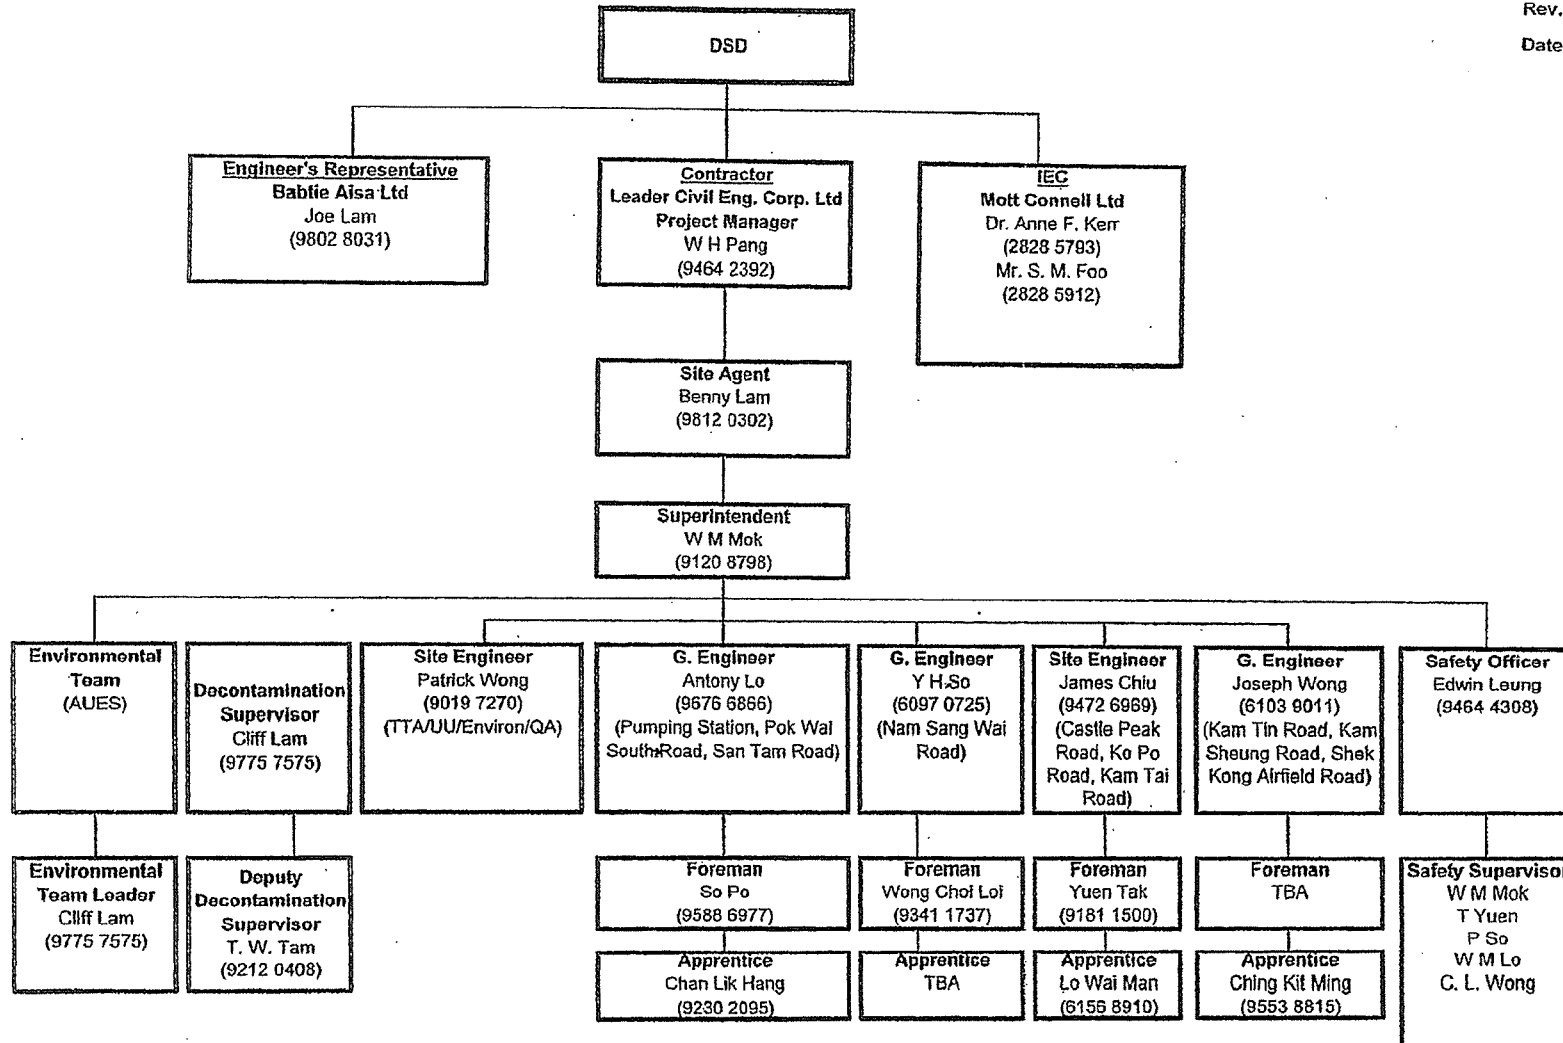 Rev.
Date
DSD
Engineer's Representative
Babtie Aisa Ltd
Joe Lam
(9802 8031)
Contractor
Leader Civil Eng. Corp. Ltd
Project Manager
W H Pang
(9464 2392)
IEC
Mott Connell Ltd
Dr. Anne F. Kerr
(2828 5793)
Mr. S. M. Foo
(2828 5912)
Site Agent
Benny Lam
(9812 0302)
Superintendent
W M Mok
(9120 8798)
Environmental
Team
(AUES)
Decontamination
Supervisor
Cliff Lam
(9775 7575)
Site Engineer
Patrick Wong
(9019 7270)
(TTA/UU/Environ/QA)
G. Engineer
Antony Lo
(9676 6866)
(Pumping Station, Pok Wai
South Road, San Tam Road)
G. Engineer
Y H So
(6097 0725)
(Nam Sang Wai
Road)
Site Engineer
James Chiu
(9472 6969)
(Castle Peak
Road, Ko Po
Road, Kam Tai
Road)
G. Engineer
Joseph Wong
(6103 9011)
(Kam Tin Road, Kam
Sheung Road, Shek
Kong Airfield Road)
Safety Officer
Edwin Leung
(9464 4308)
Environmental
Team Leader
Cliff Lam
(9775 7575)
Deputy
Decontamination
Supervisor
T. W. Tam
(9212 0408)
Foreman
So Po
(9588 6977)
Foreman
Wong Choi Loi
(9341 1737)
Foreman
Yuen Tak
(9181 1500)
Foreman
TBA
Safety Supervisor
W M Mok
T Yuen
P So
W M Lo
C. L. Wong
Apprentice
Chan Lik Hang
(9230 2095)
Apprentice
TBA
Apprentice
Lo Wai Man
(6156 8910)
Apprentice
Ching Kit Ming
(9553 8815)